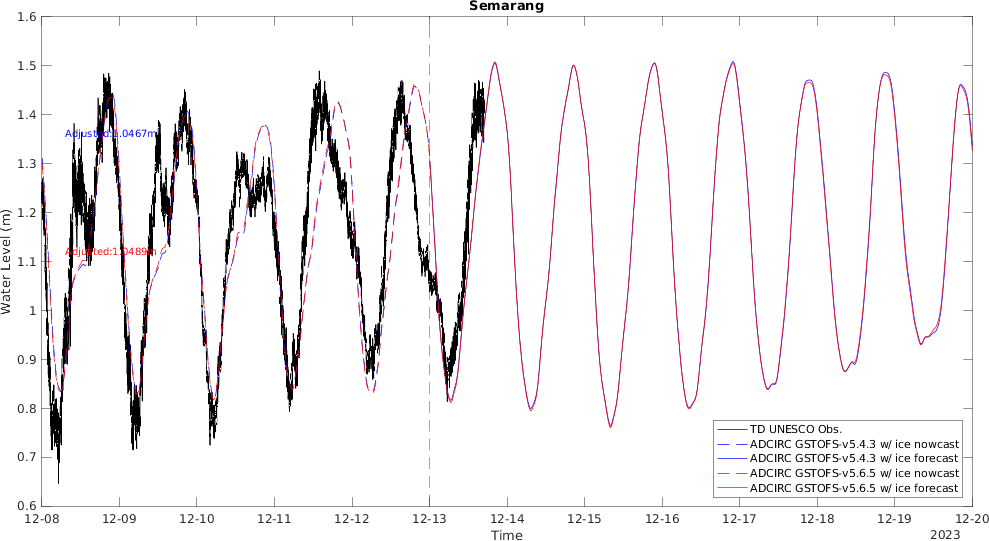 Semarang
1.6
1.5
1.4
1.3
1.2
1.1
1
0.9
0.8
0.7
0.6
Water Level (m)
Adjusted:1.0467m
Adjusted:1.0489m
TD UNESCO Obs.
ADCIRC GSTOFS-v5.4.3 w/ ice nowcast
ADCIRC GSTOFS-v5.4.3 w/ ice forecast
ADCIRC GSTOFS-v5.6.5 w/ ice nowcast
ADCIRC GSTOFS-v5.6.5 w/ ice forecast
12-08 12-09 12-10 12-11 12-12 12-13 12-14 12-15 12-16 12-17 12-18 12-19 12-20
Time
2023